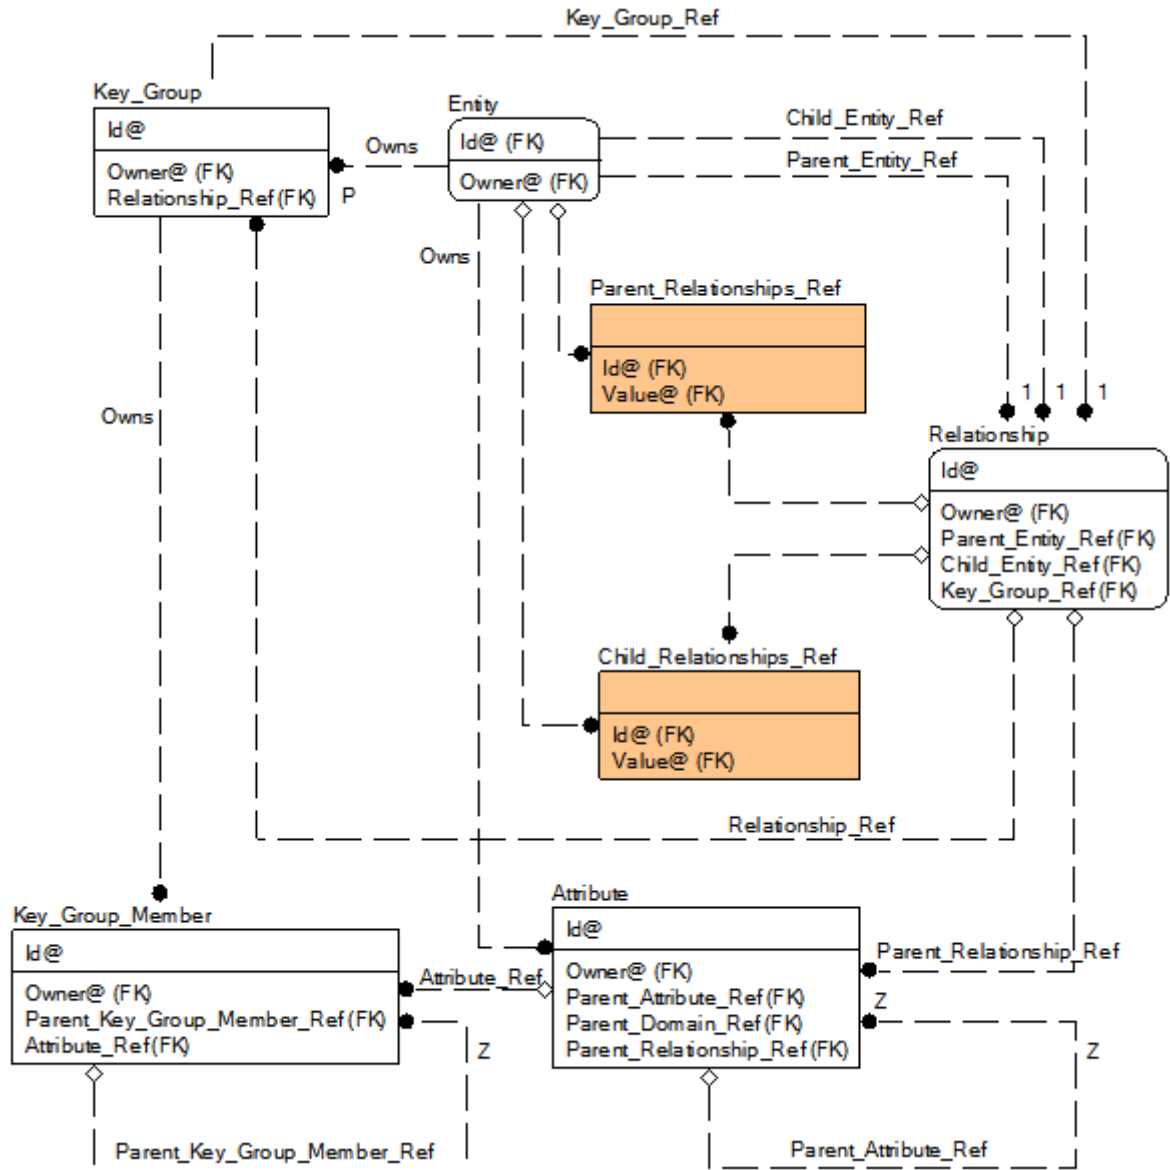 Key_Group_Ref
Key_Group
Id@
Owner@ (FK)
Relationship_Ref(FK)
Owns
P
Entity
Id@ (FK)
Owner@ (FK)
Child_Entity_Ref
Parent_Entity_Ref
Owns
Parent_Relationships_Ref
Id@ (FK)
Value@ (FK)
1
1
1
Relationship
Id@
Owner@ (FK)
Parent_Entity_Ref(FK)
Child_Entity_Ref(FK)
Key_Group_Ref(FK)
Owns
Child_Relationships_Ref
Id@ (FK)
Value@ (FK)
Relationship_Ref
Key_Group_Member
Id@
Owner@ (FK)
Parent_Key_Group_Member_Ref(FK)
Attribute_Ref(FK)
Attribute_Ref
Z
Parent_Key_Group_Member_Ref
Attribute
Id@
Owner@ (FK)
Parent_Attribute_Ref(FK)
Parent_Domain_Ref(FK)
Parent_Relationship_Ref(FK)
Parent_Relationship_Ref
Z
Z
Parent_Attribute_Ref